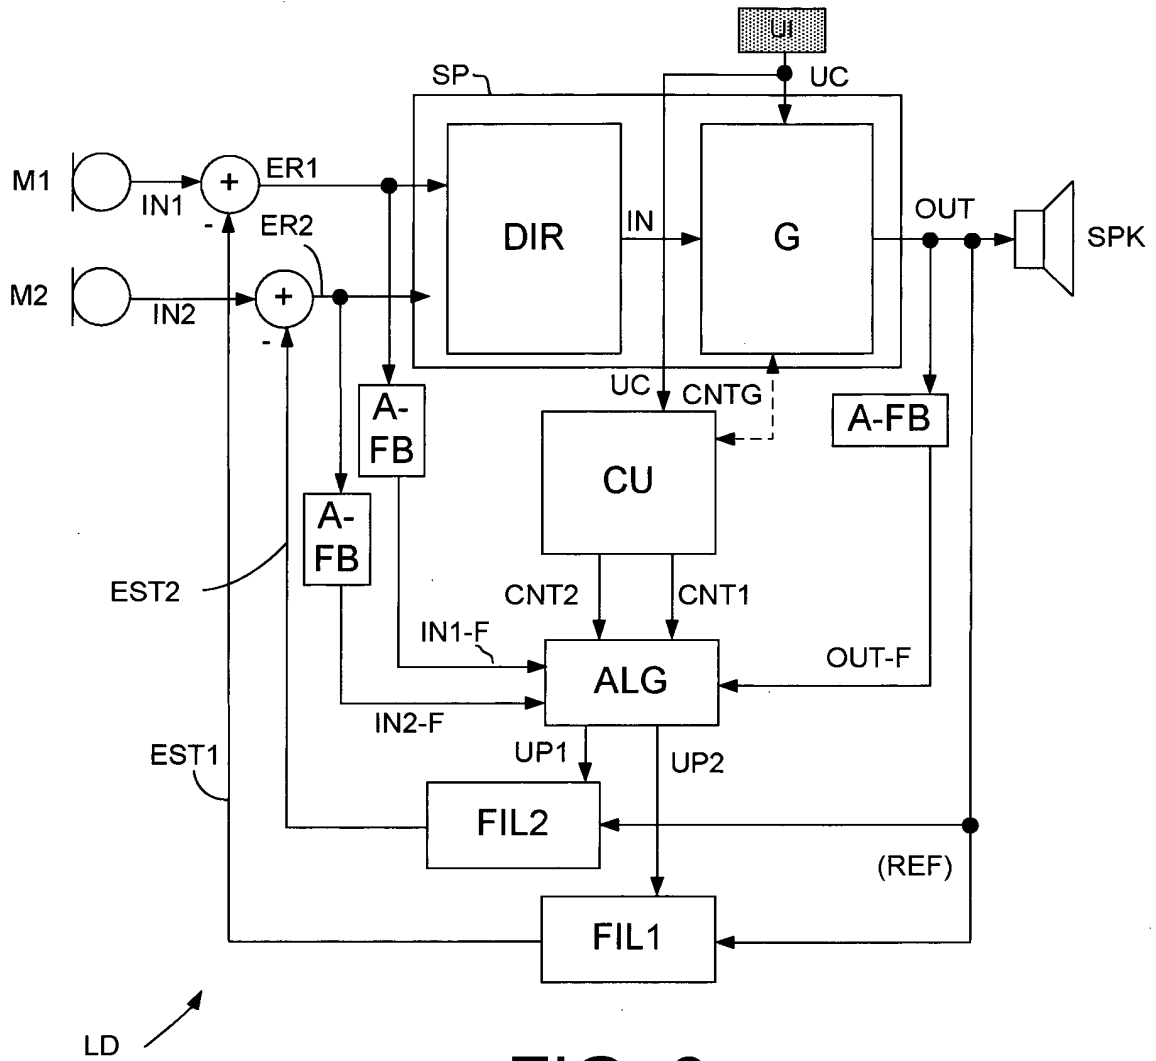 UI
SP
UC
M1
+
ER1
IN1
-
ER2
DIR
IN
G
OUT
SPK
M2
+
IN2
-
UC
CNTG
A-
FB
A-FB
CU
A-
FB
EST2
CNT2
CNT1
IN1-F
OUT-F
ALG
IN2-F
EST1
UP1
UP2
FIL2
(REF)
FIL1
LD